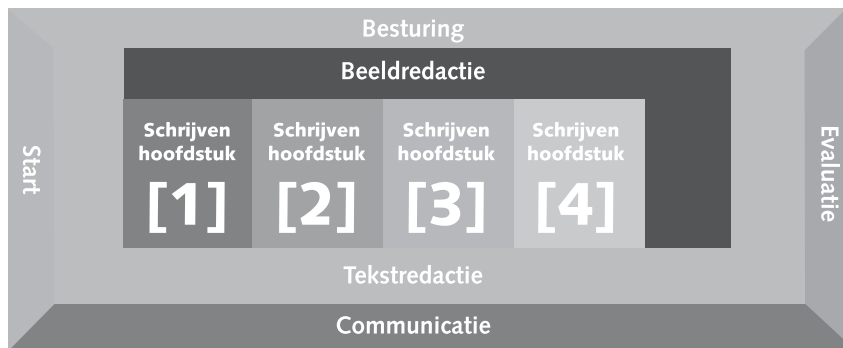 Besturing
Beeldredactie
Start
Schrijven
hoofdstuk
[1]
Schrijven
hoofdstuk
[2]
Schrijven
hoofdstuk
[3]
Schrijven
hoofdstuk
[4]
Evaluatie
Tekstredactie
Communicatie